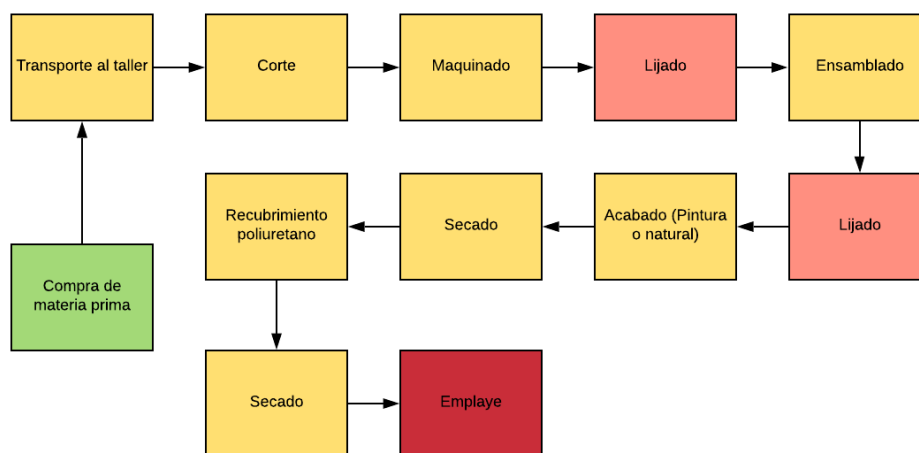 Transporte al taller
Corte
Maquinado
Lijado
Ensamblado
Recubrimiento
poliuretano
Secado
Acabado (Pintura
o natural)
Lijado
Compra de
materia prima
Secado
Emplaye